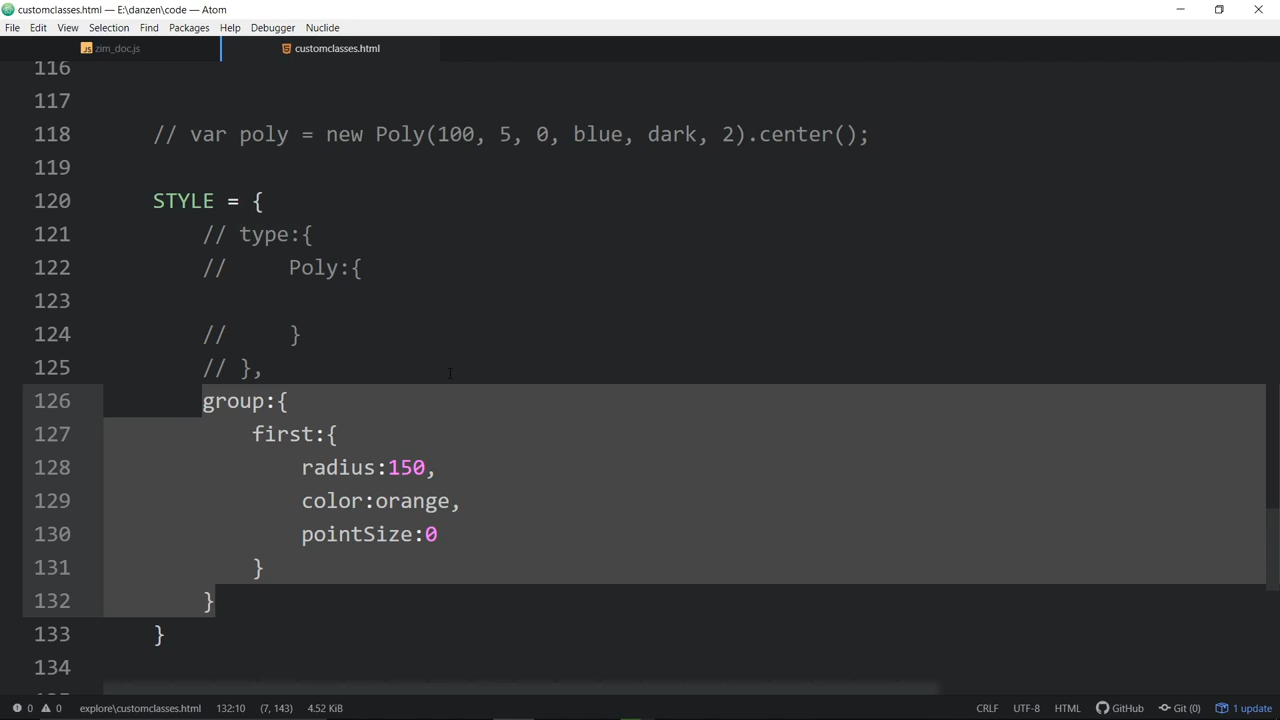 customclasses.html — E:\danzen\code — Atom
File Edit View Selection Find Packages Help Debugger Nuclide
JS zim_doc.js customclasses.html
116
117
118 // var poly = new Poly(100, 5, 0, blue, dark, 2).center();
119
120 STYLE = {
121 // type:{
122 // Poly:{
123
124 // }
125 // },
126 group:{
127 first:{
128 radius:150,
129 color:orange,
130 pointSize:0
131 }
132 }
133 }
134
0 0 explore\customclasses.html 132:10 (7, 143) 4.52 KiB CRLF UTF-8 HTML GitHub Git (0) 1 update